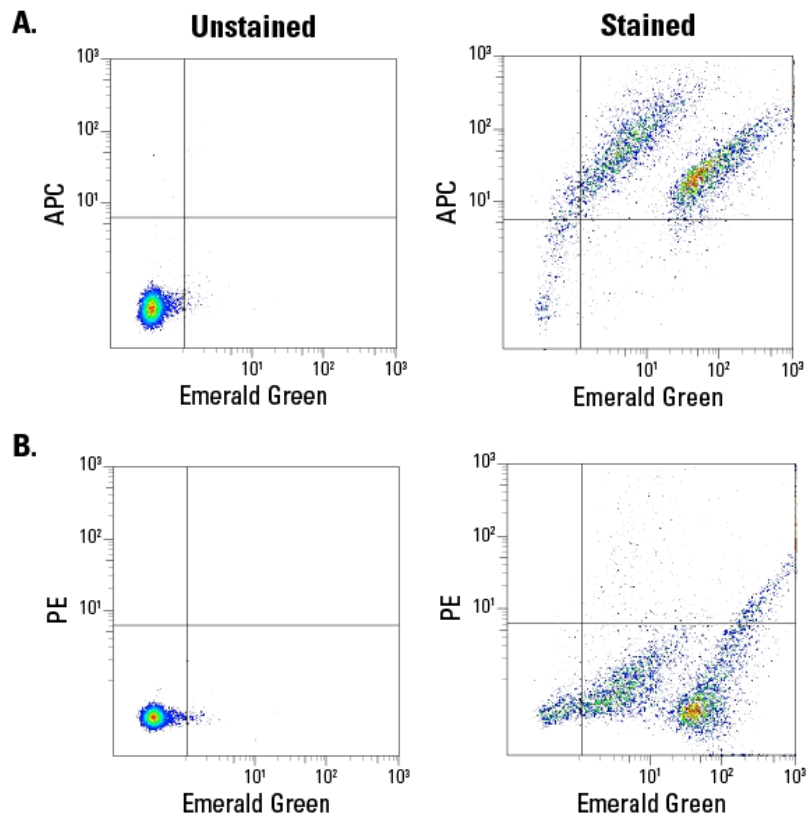 A.
Unstained
Stained
10³
10²
10¹
APC
10¹ 10² 10³
Emerald Green
10³
10²
10¹
APC
10¹ 10² 10³
Emerald Green
B.
10³
10²
10¹
PE
10¹ 10² 10³
Emerald Green
10³
10²
10¹
PE
10¹ 10² 10³
Emerald Green